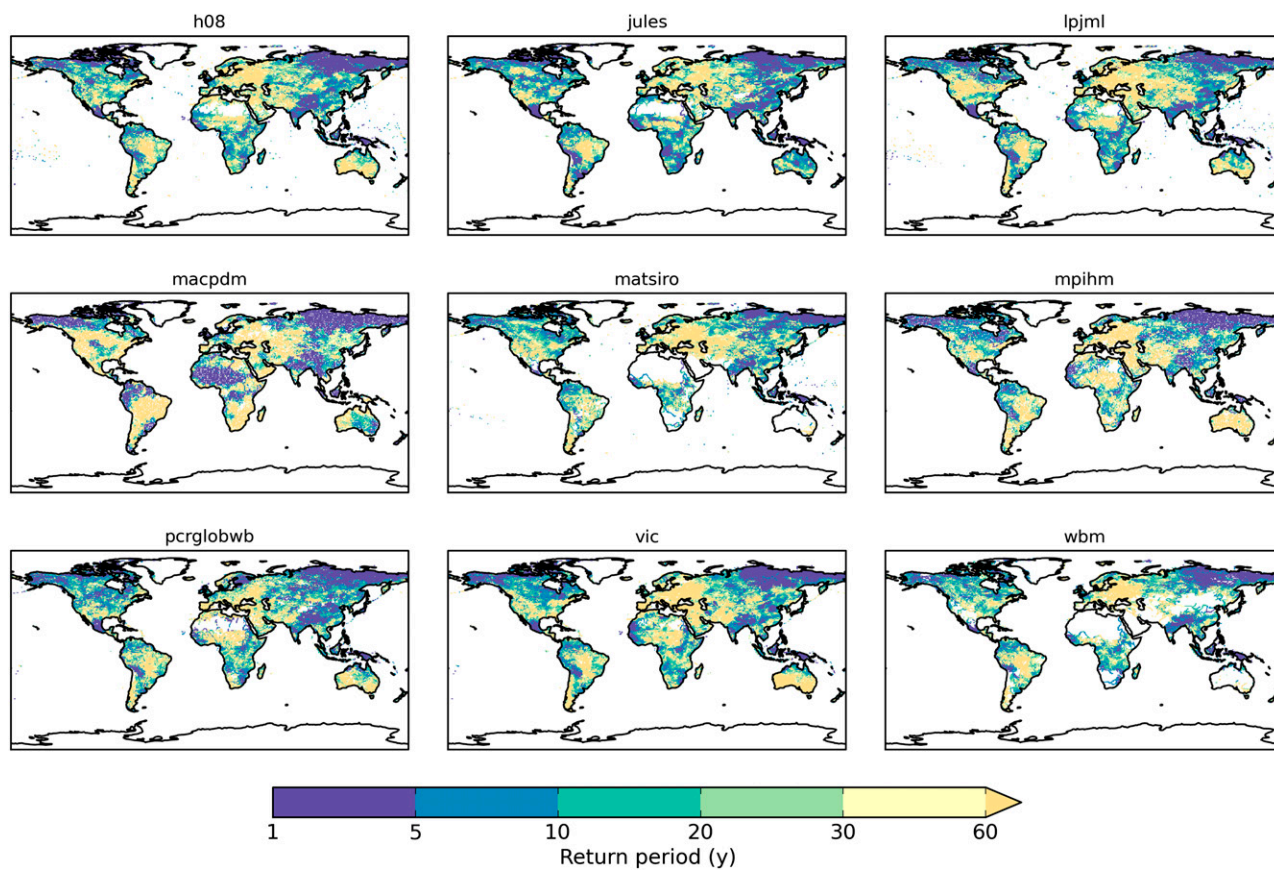 h08 jules lpjml
macpdm matsiro mpihm
pcrglobwb vic wbm
1 5 10 20 30 60
Return period (y)